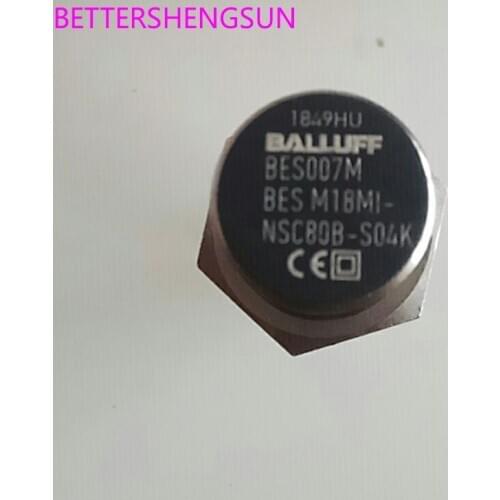 BETTERSHENGSUN
1849HU
BALLUFF
BES007M
BES M18MI-
NSC80B-S04K
CE